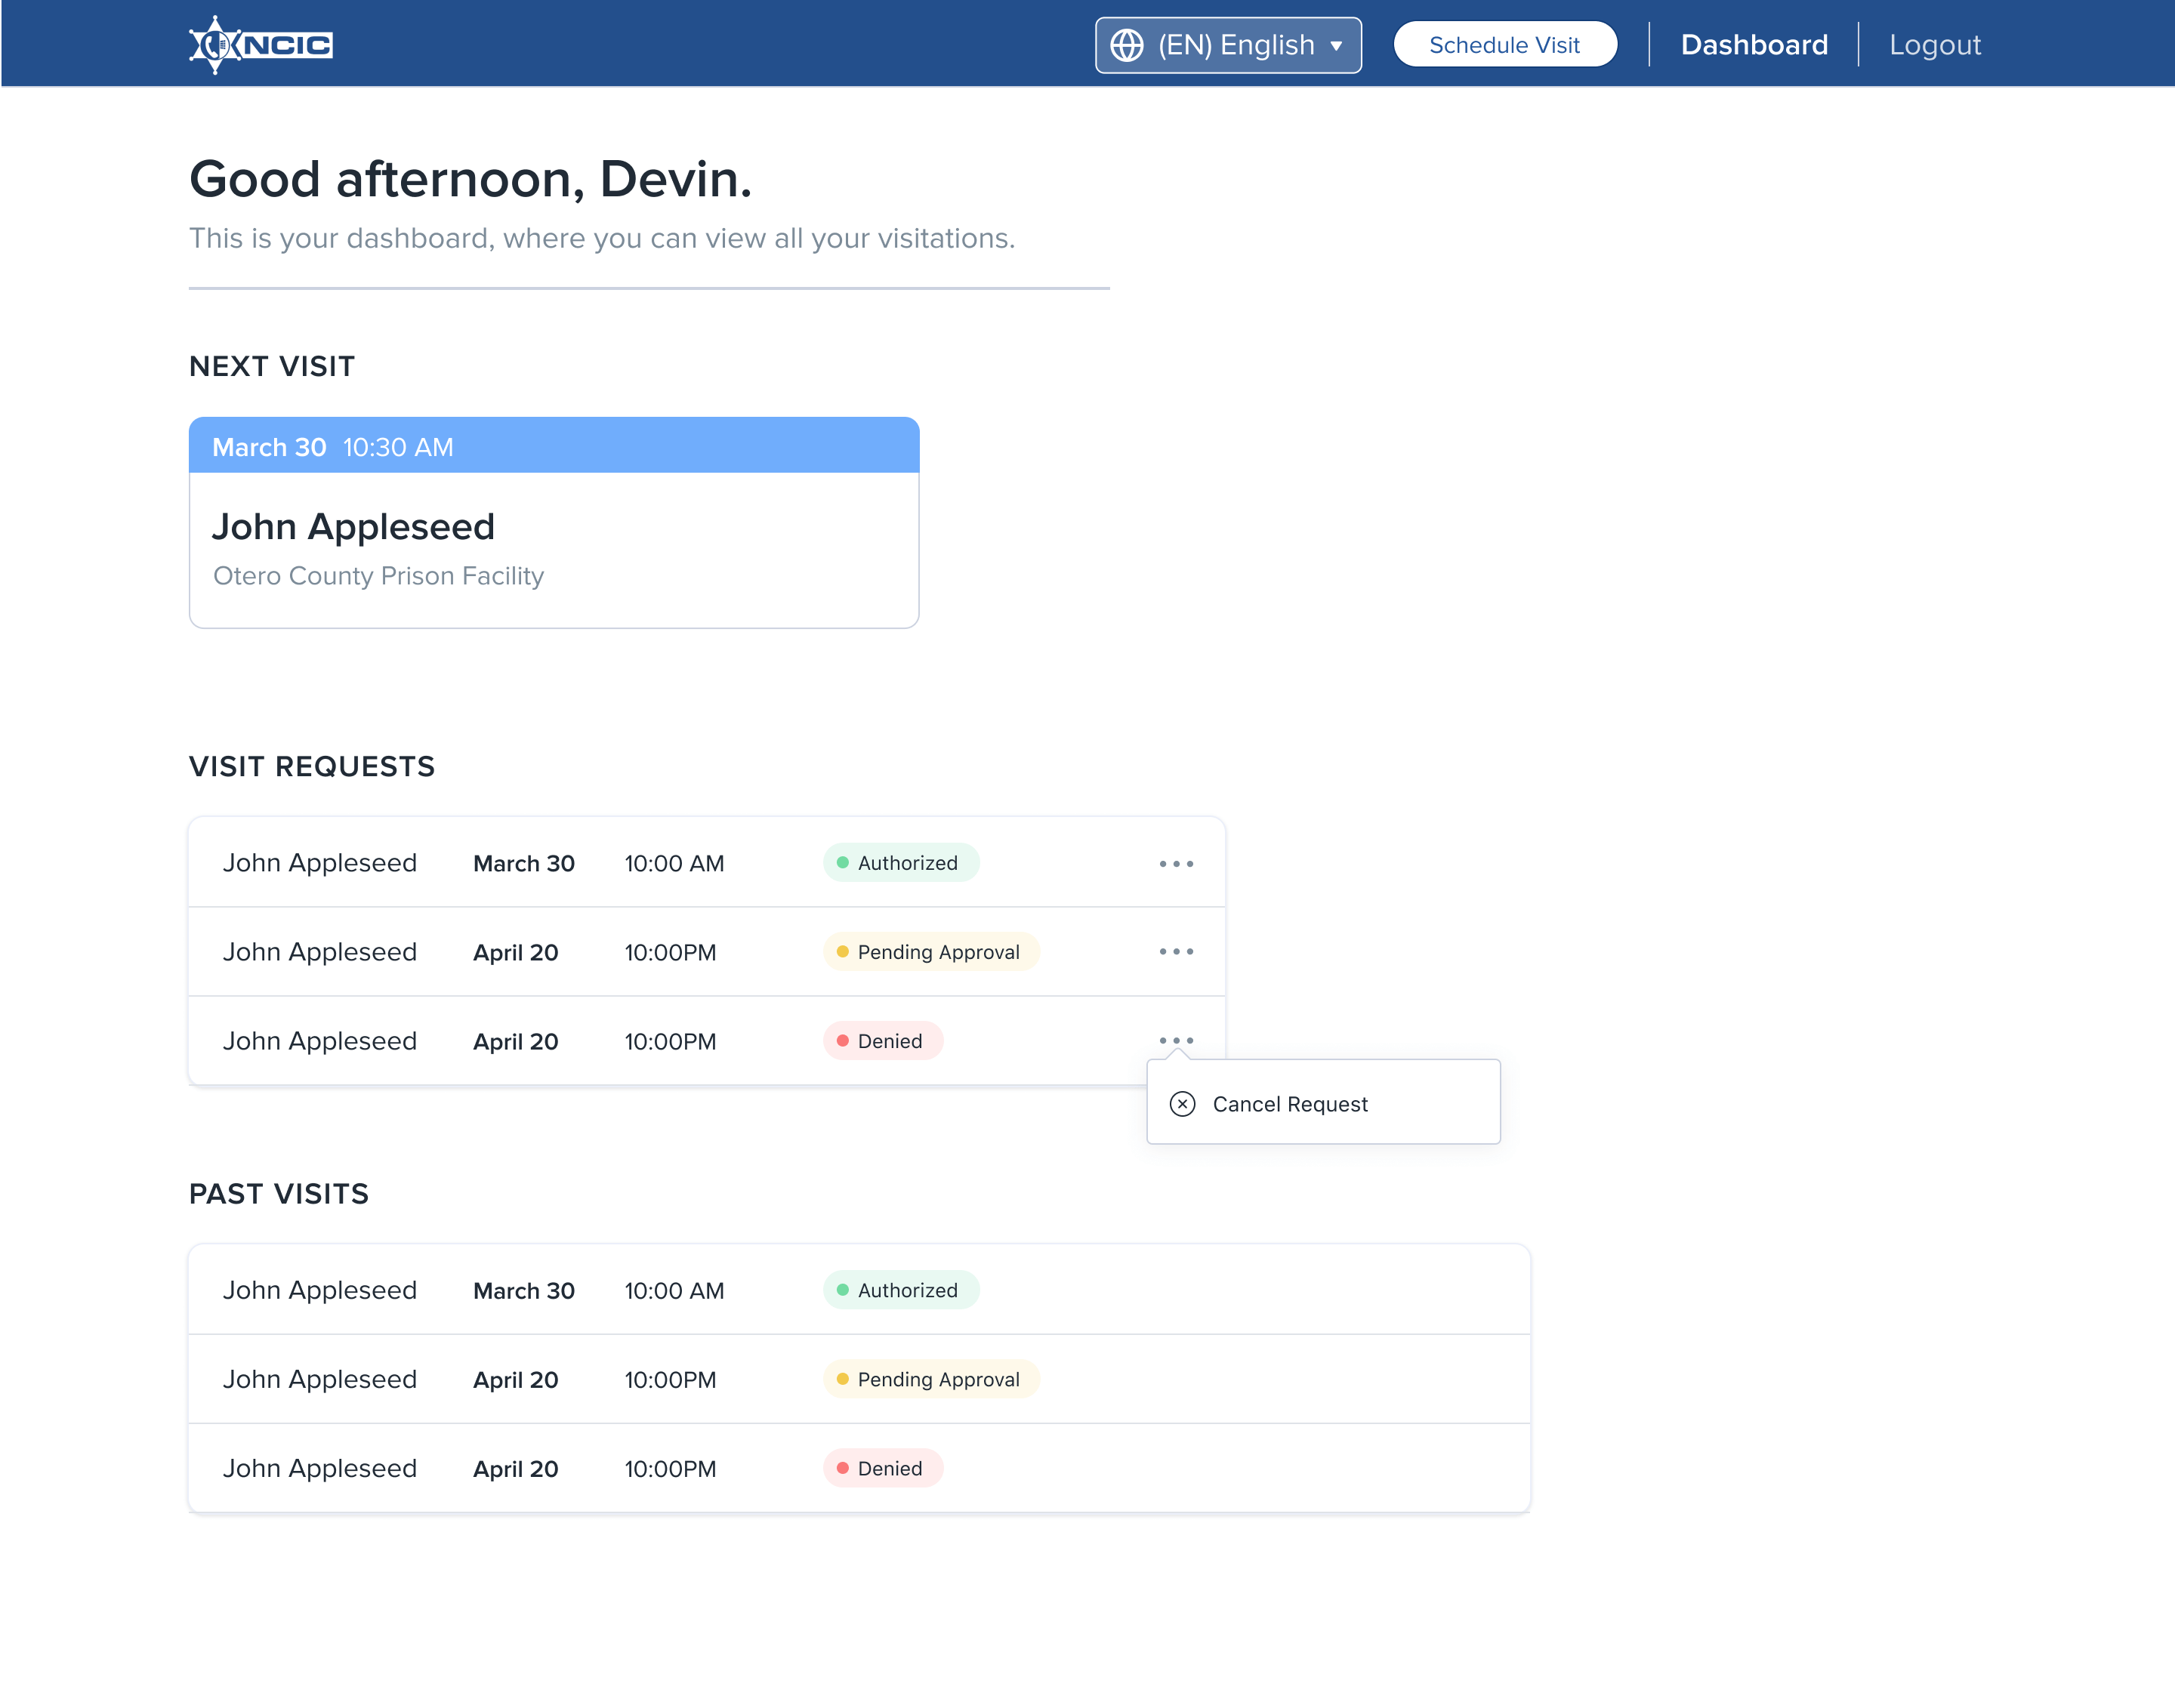 NCIC
(EN) English
Schedule Visit
Dashboard
Logout
Good afternoon, Devin.
This is your dashboard, where you can view all your visitations.
NEXT VISIT
March 30 10:30 AM
John Appleseed
Otero County Prison Facility
VISIT REQUESTS
John Appleseed March 30 10:00 AM Authorized
John Appleseed April 20 10:00PM Pending Approval
John Appleseed April 20 10:00PM Denied
Cancel Request
PAST VISITS
John Appleseed March 30 10:00 AM Authorized
John Appleseed April 20 10:00PM Pending Approval
John Appleseed April 20 10:00PM Denied